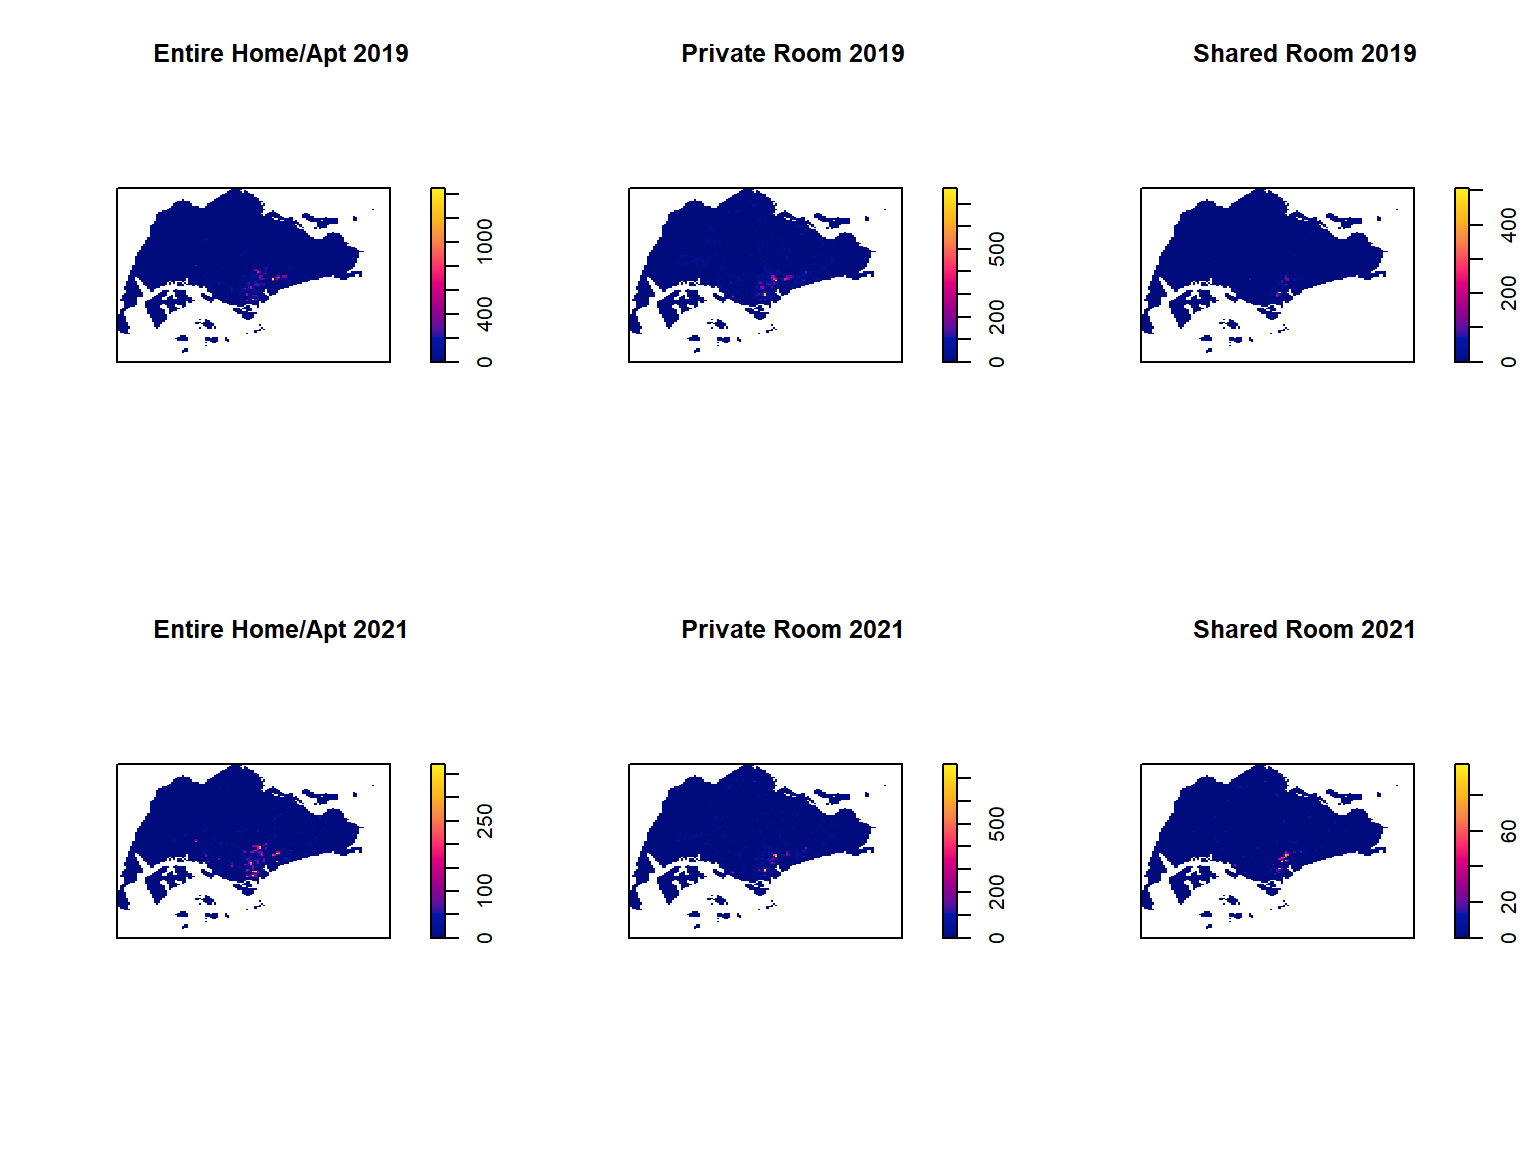 Entire Home/Apt 2019
0 400 1000
Private Room 2019
0 200 500
Shared Room 2019
0 200 400
Entire Home/Apt 2021
0 100 250
Private Room 2021
0 200 500
Shared Room 2021
0 20 60